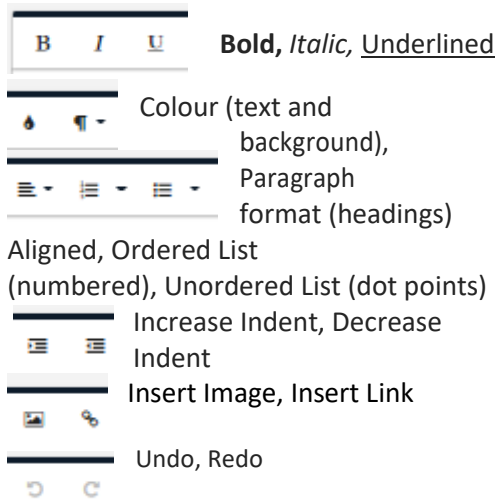 B I U Bold, Italic, Underlined
Colour (text and
background),
Paragraph
format (headings)
Aligned, Ordered List
(numbered), Unordered List (dot points)
Increase Indent, Decrease
Indent
Insert Image, Insert Link
Undo, Redo